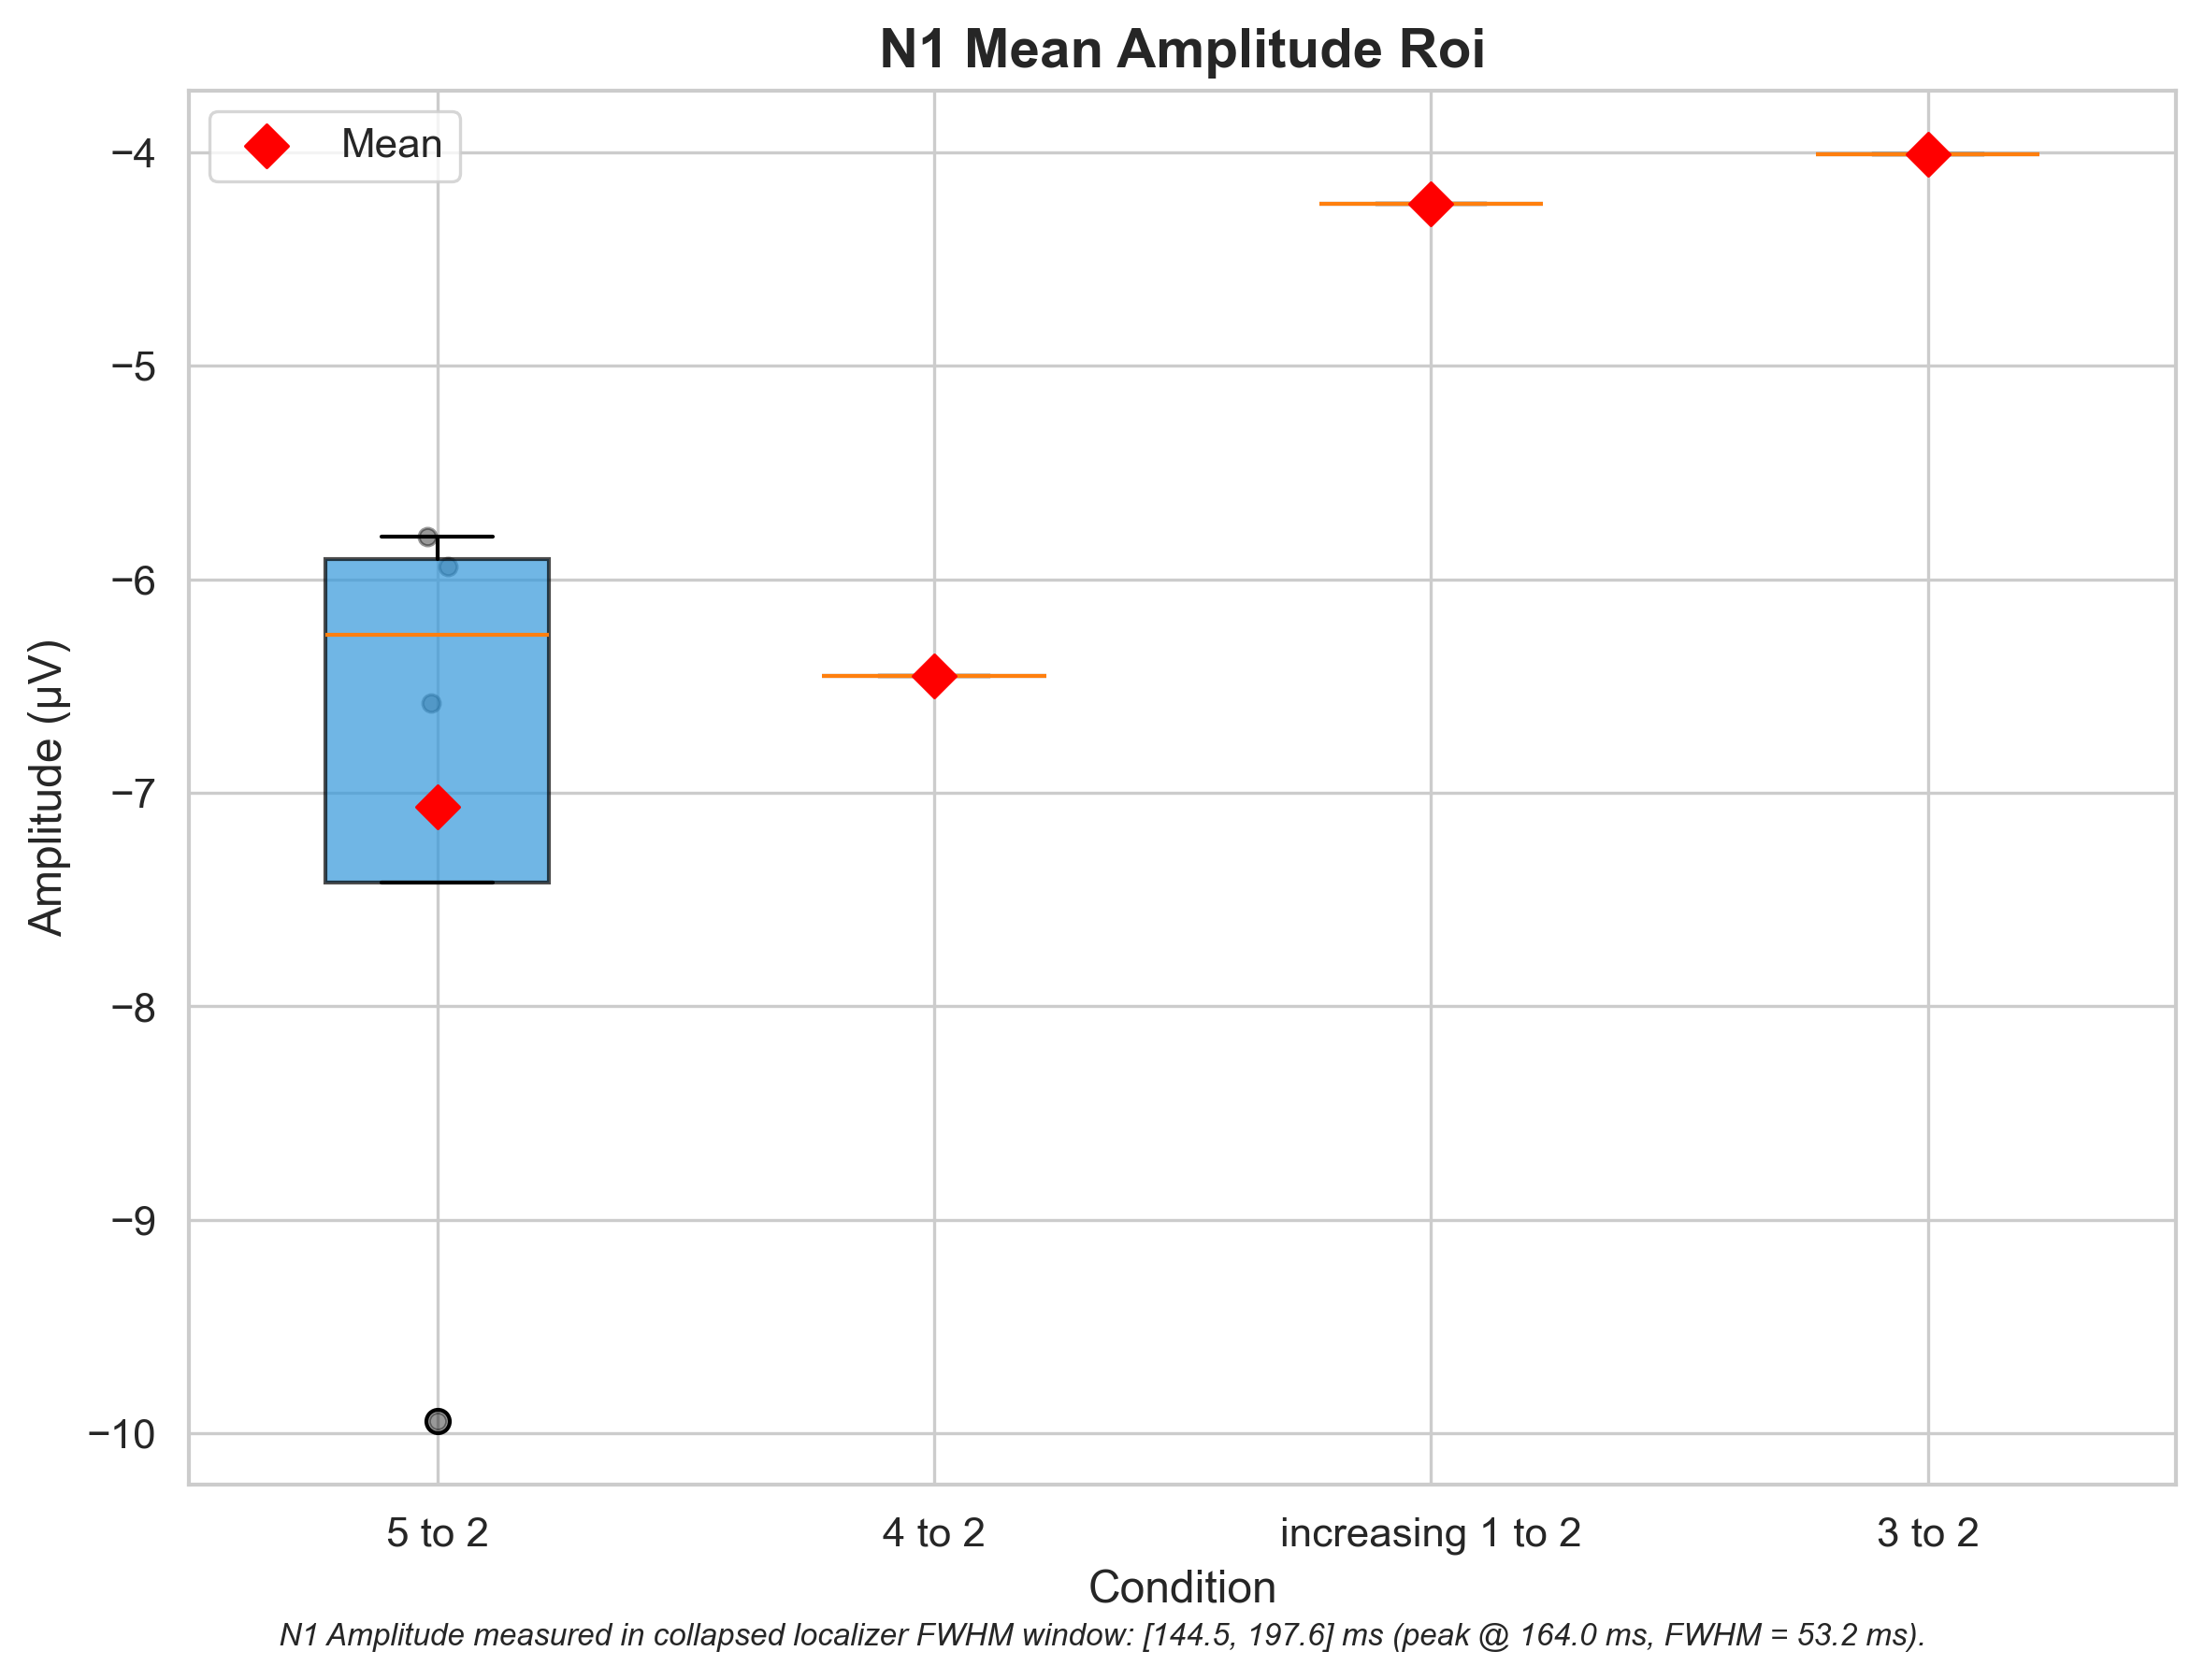 N1 Mean Amplitude Roi
Mean
−4
−5
−6
−7
−8
−9
−10
Amplitude (µV)
5 to 2
4 to 2
increasing 1 to 2
3 to 2
Condition
N1 Amplitude measured in collapsed localizer FWHM window: [144.5, 197.6] ms (peak @ 164.0 ms, FWHM = 53.2 ms).